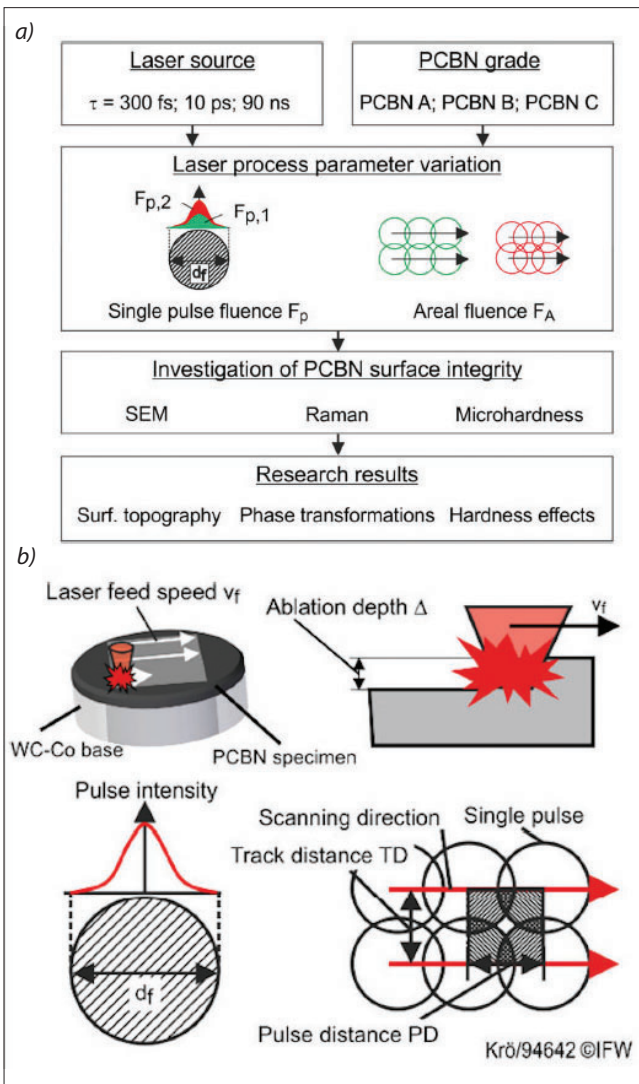 a)
Laser source
τ = 300 fs; 10 ps; 90 ns
PCBN grade
PCBN A; PCBN B; PCBN C
Laser process parameter variation
Fp,2
Fp,1
df
Single pulse fluence Fp
Areal fluence FA
Investigation of PCBN surface integrity
SEM Raman Microhardness
Research results
Surf. topography Phase transformations Hardness effects
b)
Laser feed speed vf
WC-Co base
PCBN specimen
Ablation depth Δ
vf
Pulse intensity
df
Scanning direction
Single pulse
Track distance TD
Pulse distance PD
Krö/94642 ©IFW